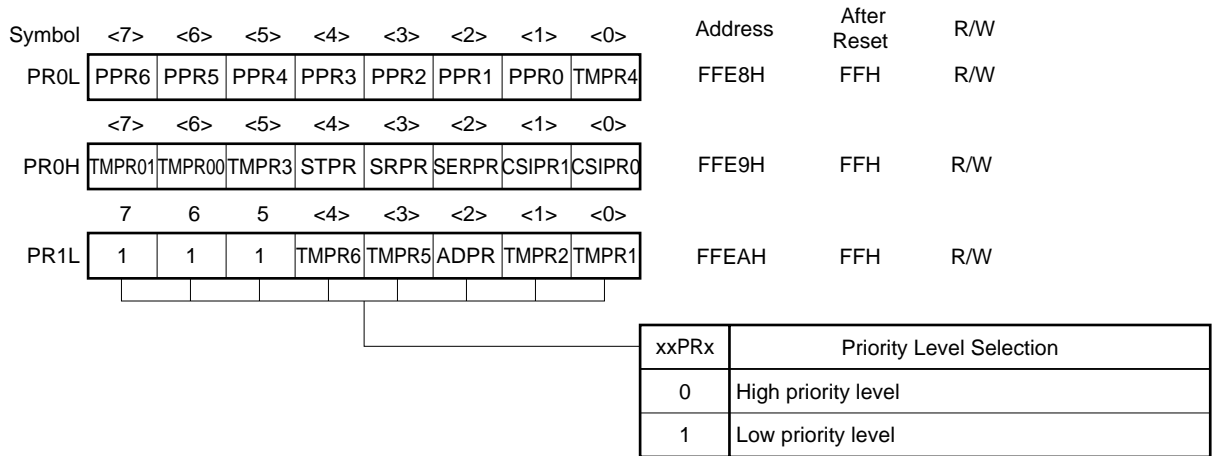 Symbol <7> <6> <5> <4> <3> <2> <1> <0> Address After Reset R/W
PR0L PPR6 PPR5 PPR4 PPR3 PPR2 PPR1 PPR0 TMPR4 FFE8H FFH R/W
<7> <6> <5> <4> <3> <2> <1> <0>
PR0H TMPR01 TMPR00 TMPR3 STPR SRPR SERPR CSIPR1 CSIPR0 FFE9H FFH R/W
7 6 5 <4> <3> <2> <1> <0>
PR1L 1 1 1 TMPR6 TMPR5 ADPR TMPR2 TMPR1 FFEAH FFH R/W
xxPRx Priority Level Selection
0 High priority level
1 Low priority level